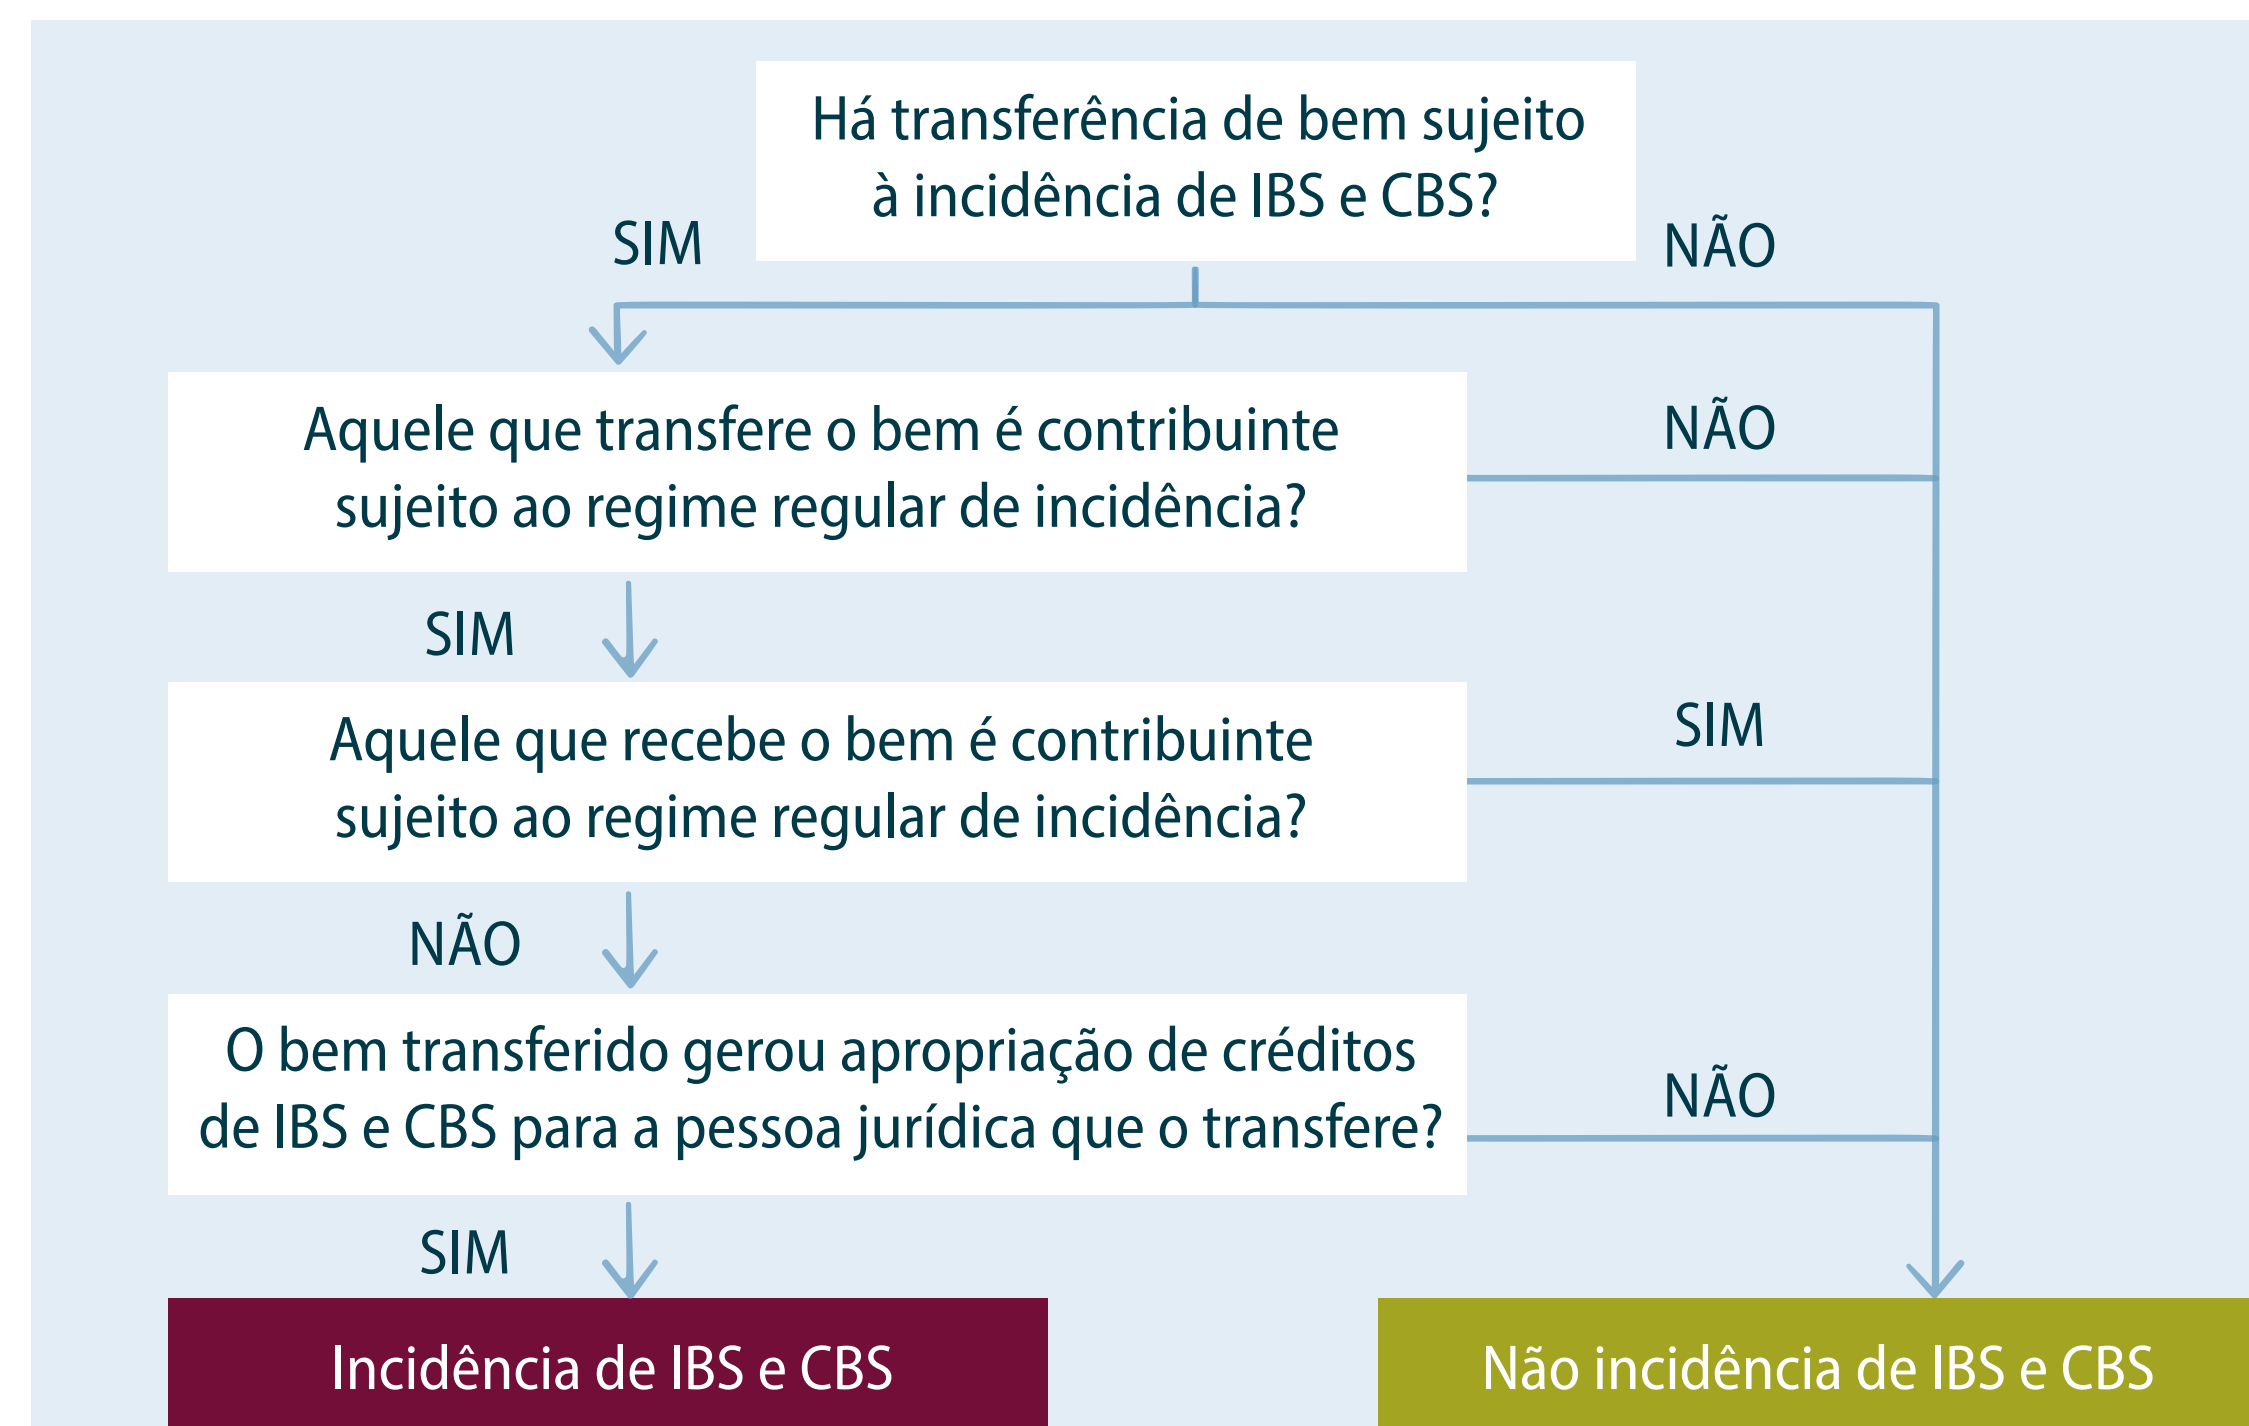 Há transferência de bem sujeito
à incidência de IBS e CBS?
SIM
NÃO
Aquele que transfere o bem é contribuinte
sujeito ao regime regular de incidência?
NÃO
SIM
Aquele que recebe o bem é contribuinte
sujeito ao regime regular de incidência?
SIM
NÃO
O bem transferido gerou apropriação de créditos
de IBS e CBS para a pessoa jurídica que o transfere?
NÃO
SIM
Incidência de IBS e CBS
Não incidência de IBS e CBS